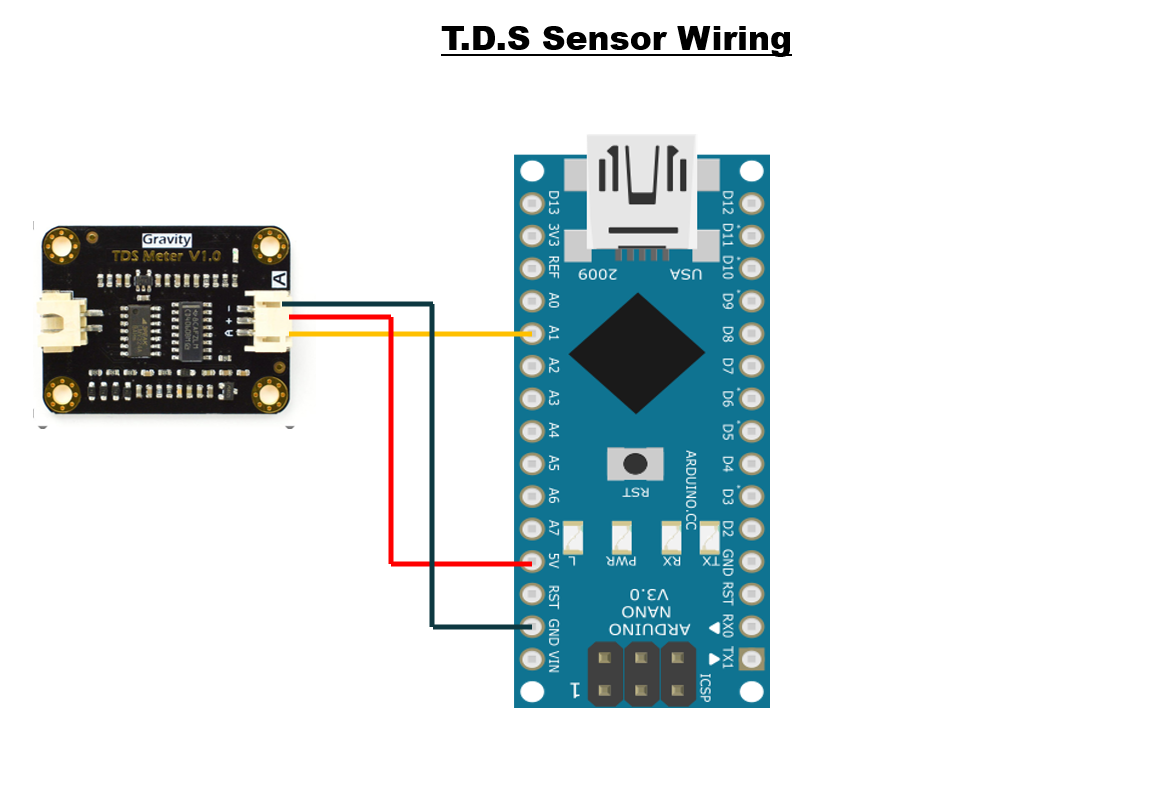 T.D.S Sensor Wiring
Gravity
TDS Meter V1.0
A
-
+
A
D13
3V3
REF
A0
A1
A2
A3
A4
A5
A6
A7
5V
RST
GND
VIN
D12
D11
D10
D9
D8
D7
D6
D5
D4
D3
D2
GND
RST
RX0
TX1
USA
2009
RST
ARDUINO.CC
L
PWR
RX
TX
ARDUINO
NANO
V3.0
1
ICSP